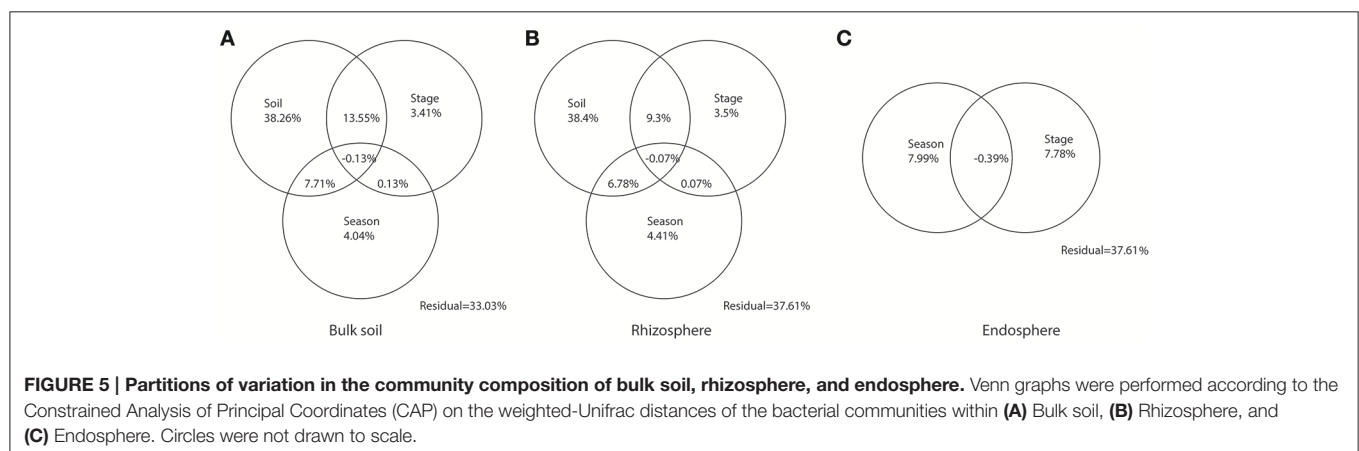 A
Soil
38.26%
13.55%
Stage
3.41%
-0.13%
7.71%
0.13%
Season
4.04%
Residual=33.03%
Bulk soil
B
Soil
38.4%
9.3%
Stage
3.5%
-0.07%
6.78%
0.07%
Season
4.41%
Residual=37.61%
Rhizosphere
C
Season
7.99%
-0.39%
Stage
7.78%
Residual=37.61%
Endosphere
FIGURE 5 | Partitions of variation in the community composition of bulk soil, rhizosphere, and endosphere. Venn graphs were performed according to the
Constrained Analysis of Principal Coordinates (CAP) on the weighted-Unifrac distances of the bacterial communities within (A) Bulk soil, (B) Rhizosphere, and
(C) Endosphere. Circles were not drawn to scale.